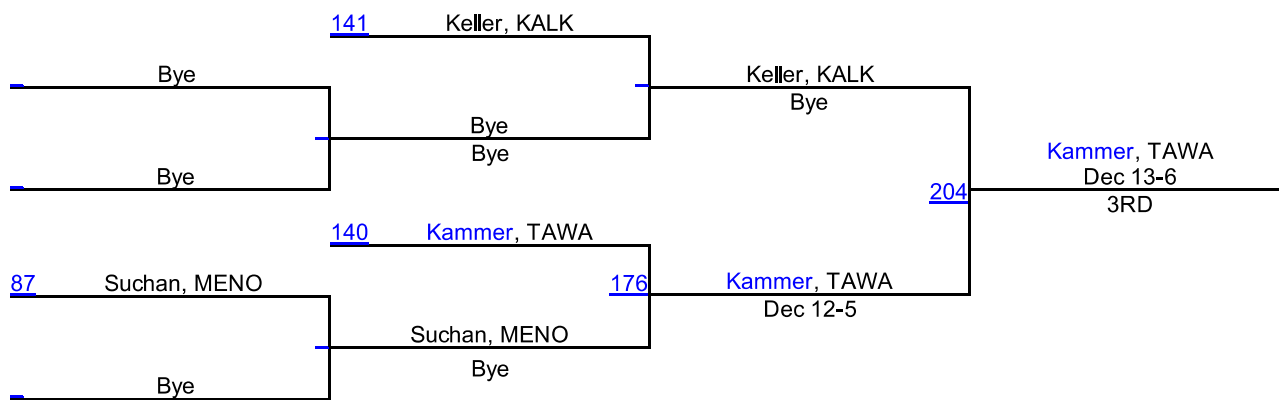 141 Keller, KALK
Bye
Keller, KALK
Bye
Bye
Bye
Bye
Kammer, TAWA
Dec 13-6
3RD
204
140 Kammer, TAWA
87 Suchan, MENO
176
Kammer, TAWA
Dec 12-5
Suchan, MENO
Bye
Bye